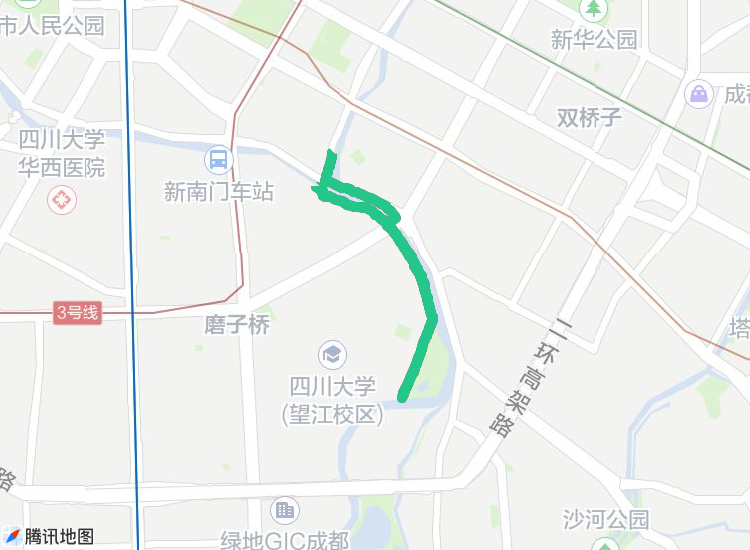 市人民公园
新华公园
成都
双桥子
四川大学
华西医院
新南门车站
3号线
磨子桥
塔
二环高架路
四川大学
(望江校区)
路
沙河公园
绿地GIC成都
腾讯地图